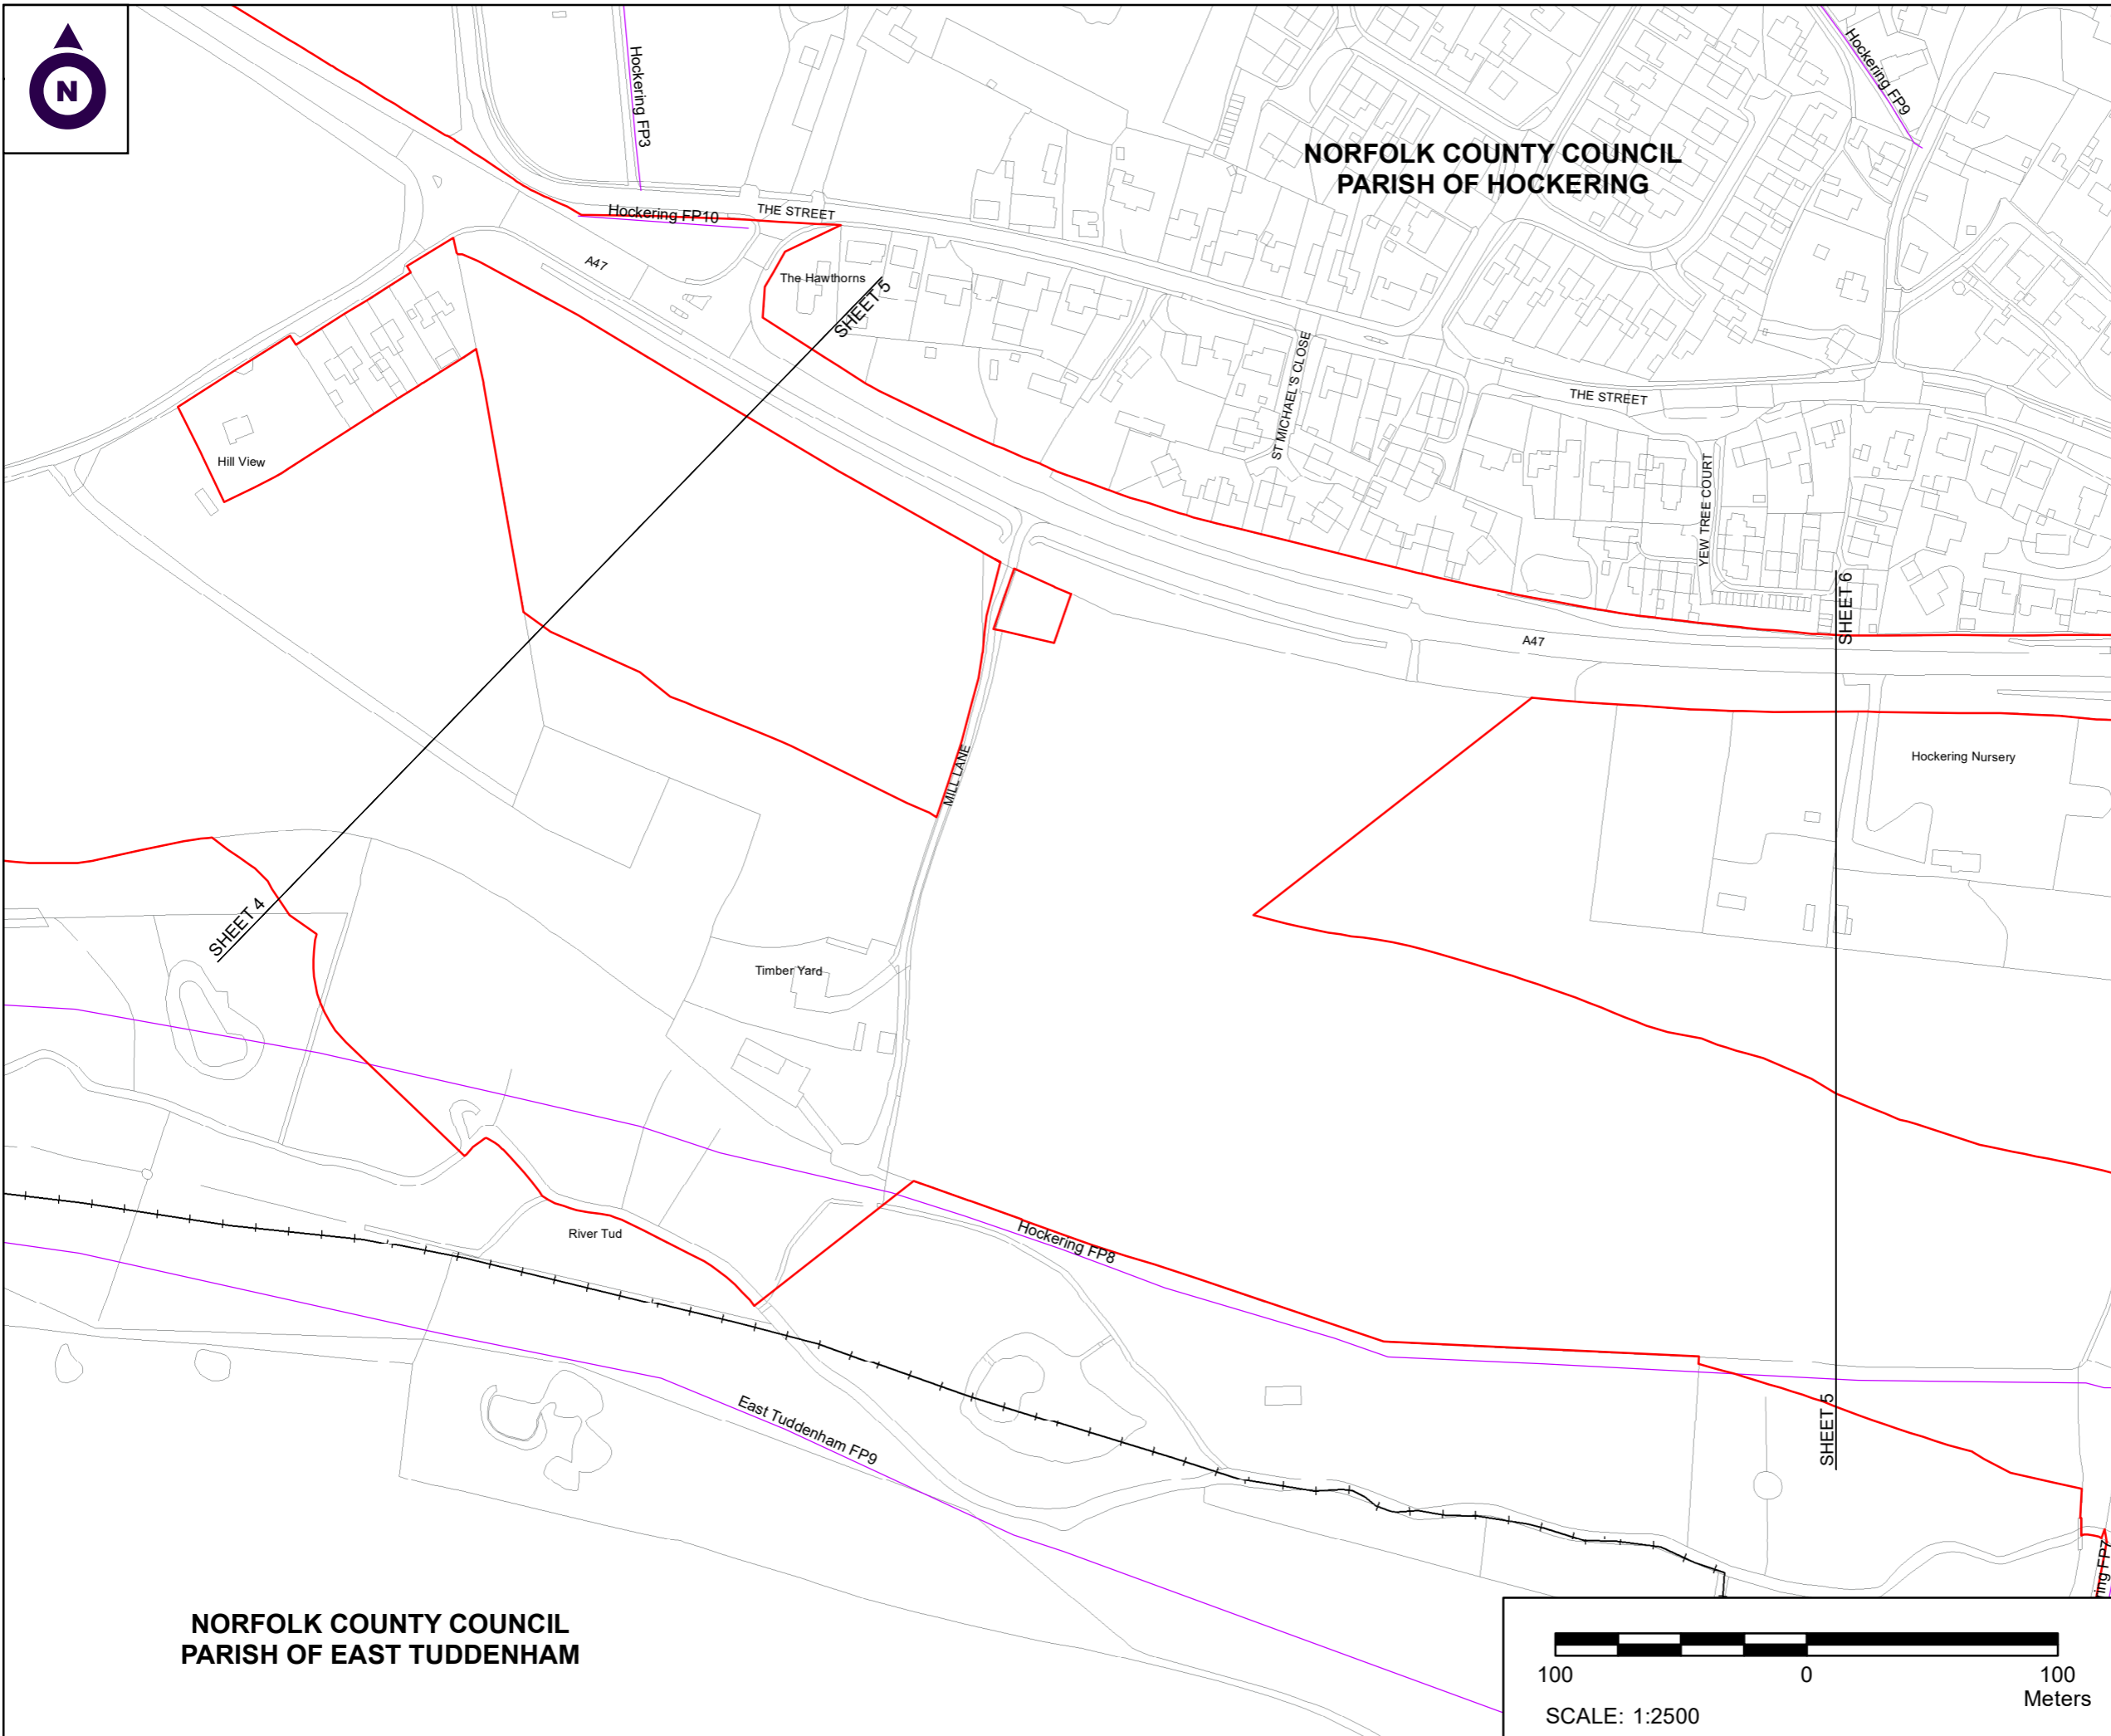 N
Hockering FP3
Hockering FP9
NORFOLK COUNTY COUNCIL
PARISH OF HOCKERING
Hockering FP10
THE STREET
A47
The Hawthorns
SHEET 5
ST MICHAEL'S CLOSE
THE STREET
Hill View
YEW TREE COURT
SHEET 6
A47
MILL LANE
Hockering Nursery
SHEET 4
Timber Yard
River Tud
Hockering FP8
East Tuddenham FP9
SHEET 5
ing FP7
NORFOLK COUNTY COUNCIL
PARISH OF EAST TUDDENHAM
100 0 100
Meters
SCALE: 1:2500